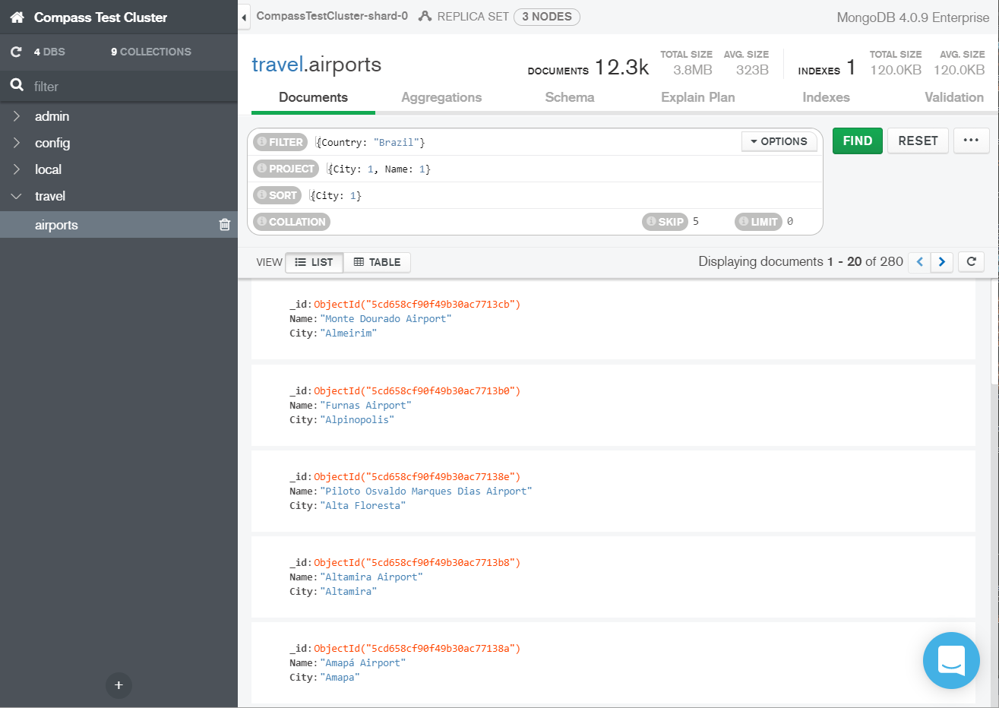 Compass Test Cluster
4 DBS 9 COLLECTIONS
filter
admin
config
local
travel
airports
+
CompassTestCluster-shard-0 REPLICA SET 3 NODES MongoDB 4.0.9 Enterprise
travel.airports
DOCUMENTS 12.3k TOTAL SIZE 3.8MB AVG. SIZE 323B INDEXES 1 TOTAL SIZE 120.0KB AVG. SIZE 120.0KB
Documents Aggregations Schema Explain Plan Indexes Validation
FILTER {Country: "Brazil"} OPTIONS FIND RESET ...
PROJECT {City: 1, Name: 1}
SORT {City: 1}
COLLATION SKIP 5 LIMIT 0
VIEW LIST TABLE Displaying documents 1 - 20 of 280
_id: ObjectId("5cd658cf90f49b30ac7713cb")
Name: "Monte Dourado Airport"
City: "Almeirim"
_id: ObjectId("5cd658cf90f49b30ac7713b0")
Name: "Furnas Airport"
City: "Alpinopolis"
_id: ObjectId("5cd658cf90f49b30ac77138e")
Name: "Piloto Osvaldo Marques Dias Airport"
City: "Alta Floresta"
_id: ObjectId("5cd658cf90f49b30ac7713b8")
Name: "Altamira Airport"
City: "Altamira"
_id: ObjectId("5cd658cf90f49b30ac77138a")
Name: "Amapá Airport"
City: "Amapa"